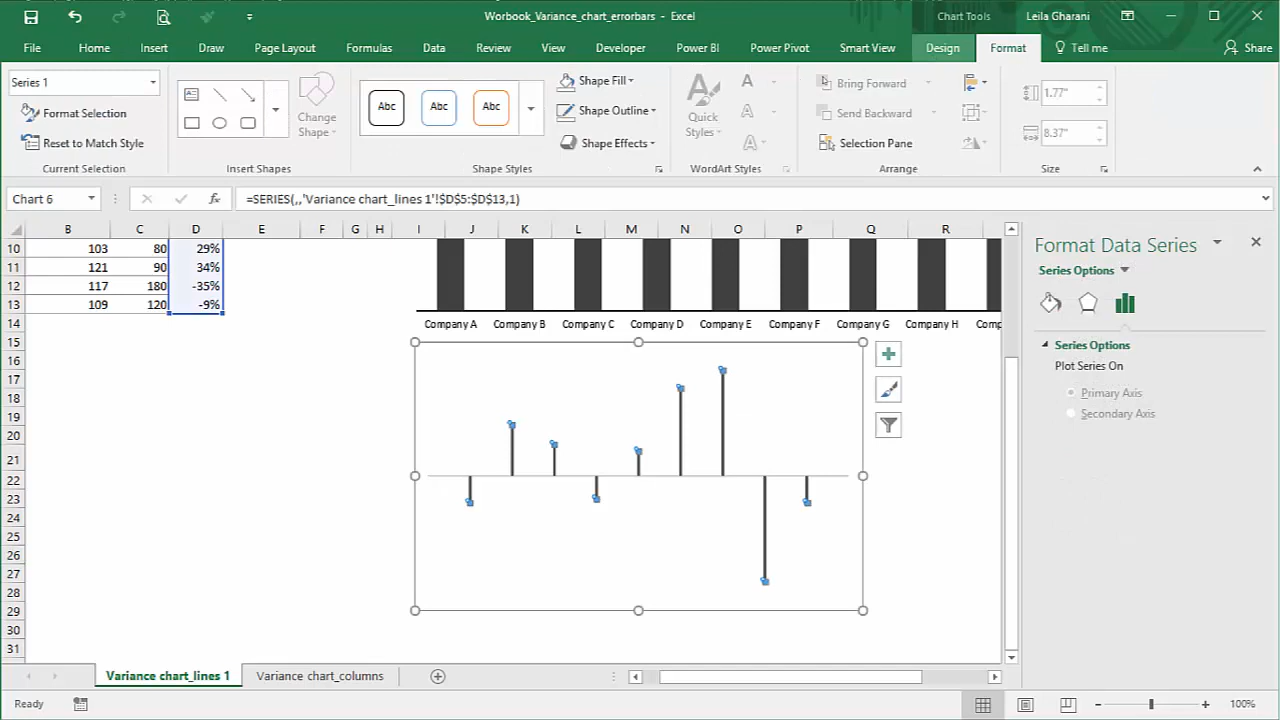 Worbook_Variance_chart_errorbars - Excel
Chart Tools
Leila Gharani
File Home Insert Draw Page Layout Formulas Data Review View Developer Power BI Power Pivot Smart View Design Format Tell me Share
Series 1
Format Selection
Reset to Match Style
Current Selection
Change
Shape
Insert Shapes
Abc Abc Abc
Shape Fill
Shape Outline
Shape Effects
Shape Styles
Quick
Styles
WordArt Styles
Bring Forward
Send Backward
Selection Pane
Arrange
1.77"
8.37"
Size
Chart 6
fx
=SERIES(,,'Variance chart_lines 1'!$D$5:$D$13,1)
B C D E F G H I J K L M N O P Q R
10 103 80 29%
11 121 90 34%
12 117 180 -35%
13 109 120 -9%
14
15
16
17
18
19
20
21
22
23
24
25
26
27
28
29
30
31
Company A Company B Company C Company D Company E Company F Company G Company H Comp
Format Data Series
Series Options
Series Options
Plot Series On
Primary Axis
Secondary Axis
Variance chart_lines 1
Variance chart_columns
Ready
100%